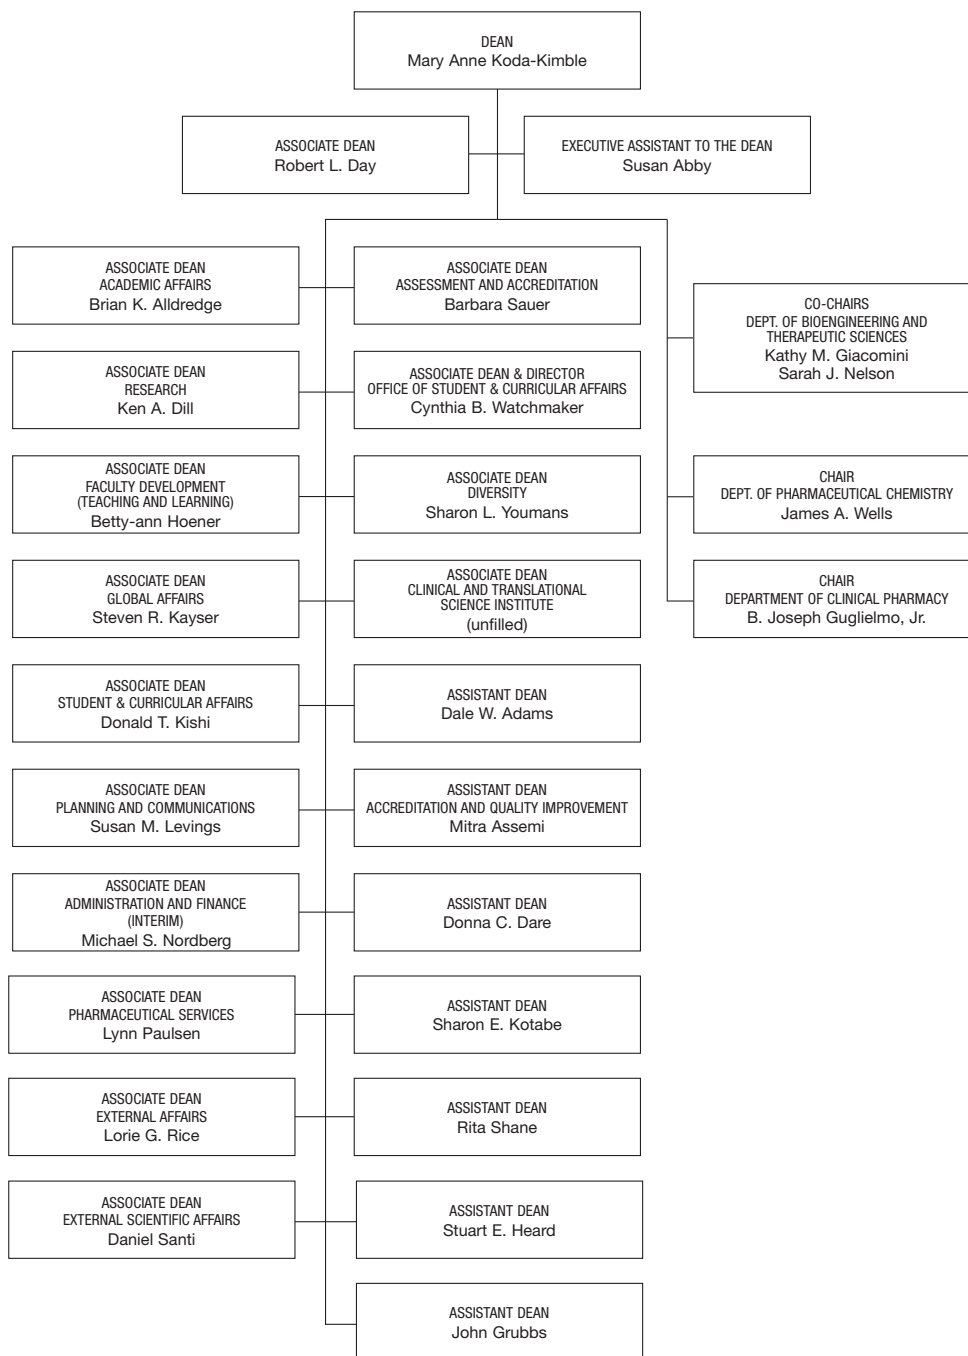 DEAN
Mary Anne Koda-Kimble
ASSOCIATE DEAN
Robert L. Day
EXECUTIVE ASSISTANT TO THE DEAN
Susan Abby
ASSOCIATE DEAN
ACADEMIC AFFAIRS
Brian K. Alldredge
ASSOCIATE DEAN
ASSESSMENT AND ACCREDITATION
Barbara Sauer
CO-CHAIRS
DEPT. OF BIOENGINEERING AND
THERAPEUTIC SCIENCES
Kathy M. Giacomini
Sarah J. Nelson
ASSOCIATE DEAN
RESEARCH
Ken A. Dill
ASSOCIATE DEAN & DIRECTOR
OFFICE OF STUDENT & CURRICULAR AFFAIRS
Cynthia B. Watchmaker
ASSOCIATE DEAN
FACULTY DEVELOPMENT
(TEACHING AND LEARNING)
Betty-ann Hoener
ASSOCIATE DEAN
DIVERSITY
Sharon L. Youmans
CHAIR
DEPT. OF PHARMACEUTICAL CHEMISTRY
James A. Wells
ASSOCIATE DEAN
GLOBAL AFFAIRS
Steven R. Kayser
ASSOCIATE DEAN
CLINICAL AND TRANSLATIONAL
SCIENCE INSTITUTE
(unfilled)
CHAIR
DEPARTMENT OF CLINICAL PHARMACY
B. Joseph Guglielmo, Jr.
ASSOCIATE DEAN
STUDENT & CURRICULAR AFFAIRS
Donald T. Kishi
ASSISTANT DEAN
Dale W. Adams
ASSOCIATE DEAN
PLANNING AND COMMUNICATIONS
Susan M. Levings
ASSISTANT DEAN
ACCREDITATION AND QUALITY IMPROVEMENT
Mitra Assemi
ASSOCIATE DEAN
ADMINISTRATION AND FINANCE
(INTERIM)
Michael S. Nordberg
ASSISTANT DEAN
Donna C. Dare
ASSOCIATE DEAN
PHARMACEUTICAL SERVICES
Lynn Paulsen
ASSISTANT DEAN
Sharon E. Kotabe
ASSOCIATE DEAN
EXTERNAL AFFAIRS
Lorie G. Rice
ASSISTANT DEAN
Rita Shane
ASSOCIATE DEAN
EXTERNAL SCIENTIFIC AFFAIRS
Daniel Santi
ASSISTANT DEAN
Stuart E. Heard
ASSISTANT DEAN
John Grubbs